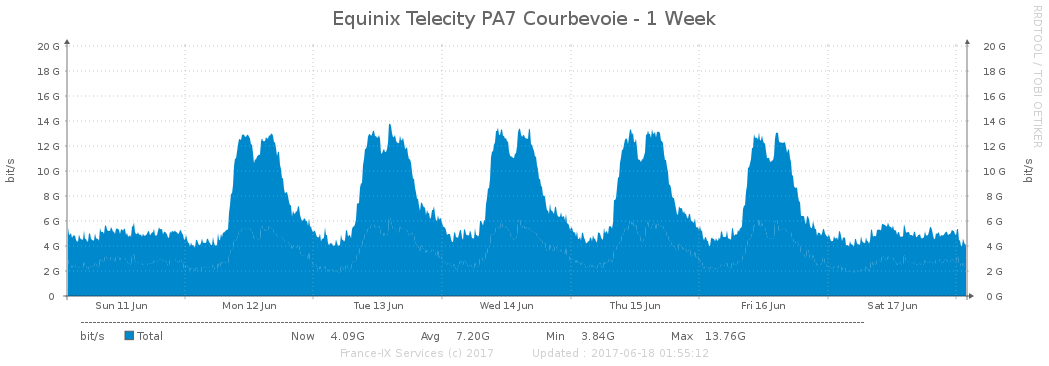 Equinix Telecity PA7 Courbevoie - 1 Week
RRDTOOL / TOBI OETIKER
20 G 20 G
18 G 18 G
16 G 16 G
14 G 14 G
12 G 12 G
10 G 10 G
8 G 8 G
6 G 6 G
4 G 4 G
2 G 2 G
0 0 G
bit/s bit/s
Sun 11 Jun Mon 12 Jun Tue 13 Jun Wed 14 Jun Thu 15 Jun Fri 16 Jun Sat 17 Jun
bit/s Total Now 4.09G Avg 7.20G Min 3.84G Max 13.76G
France-IX Services (c) 2017 Updated : 2017-06-18 01:55:12